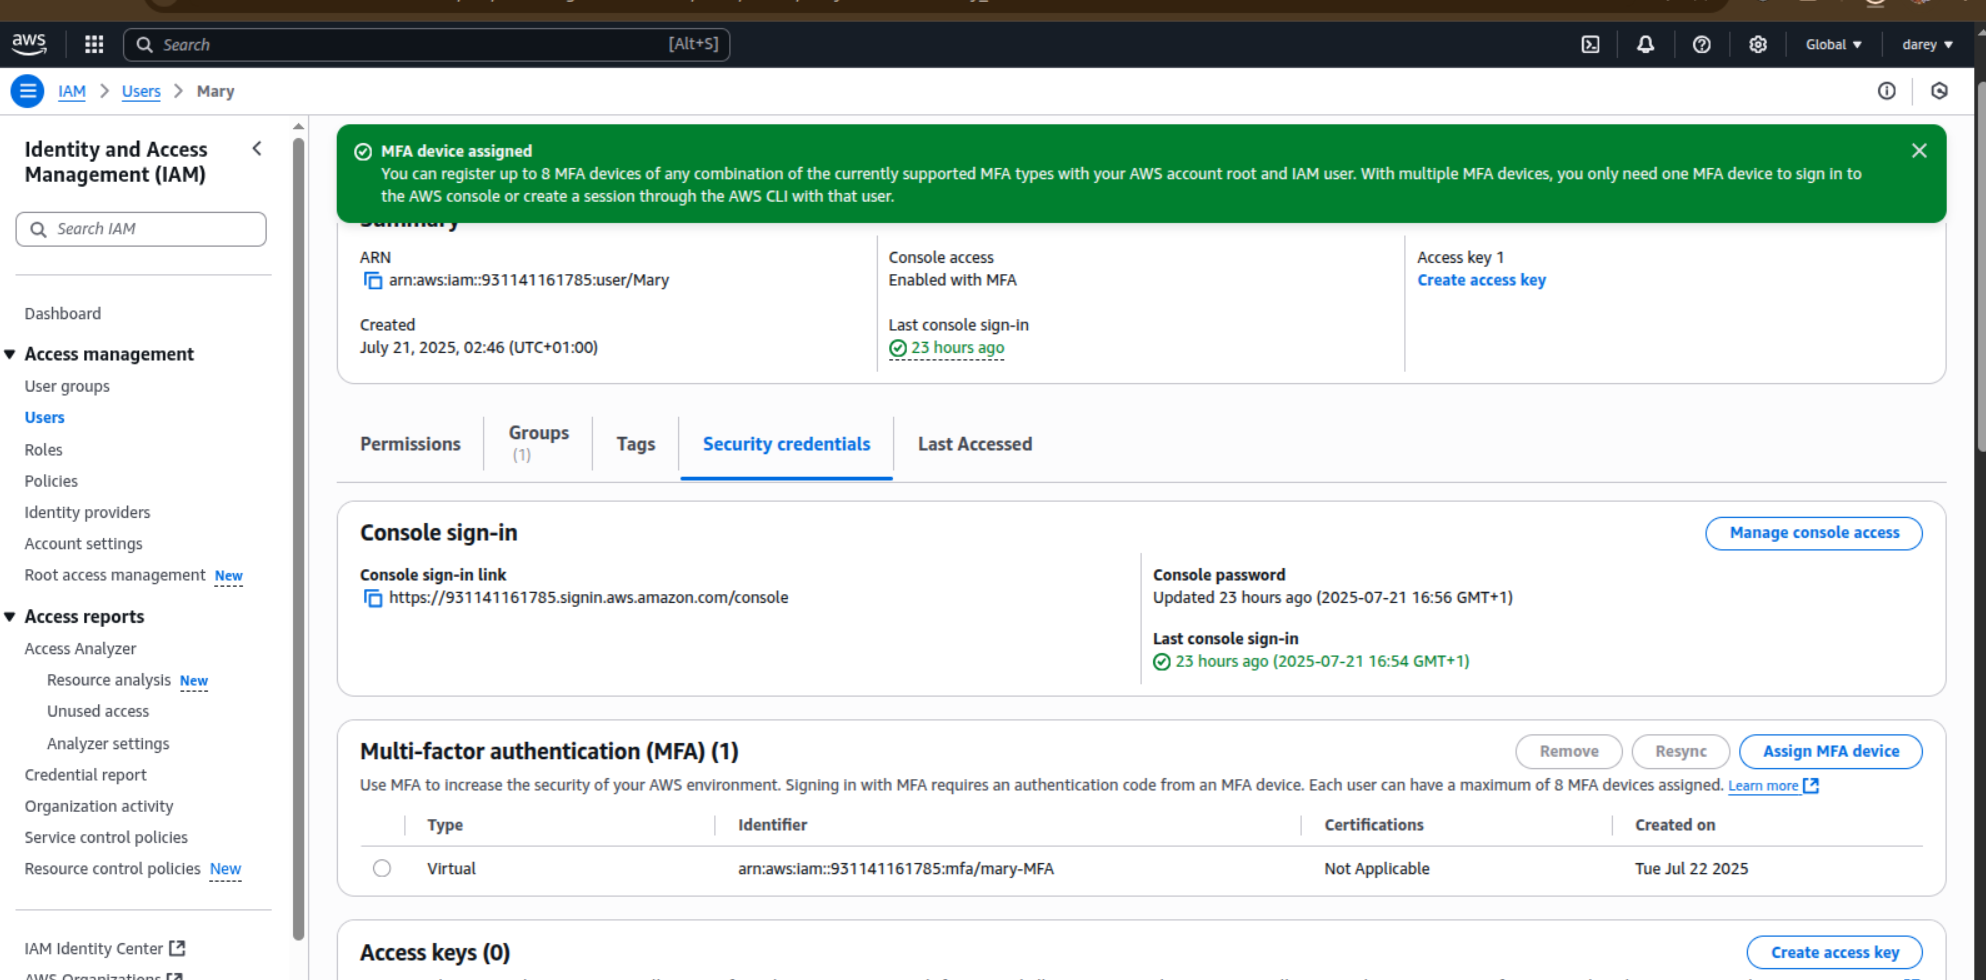 aws
Search
[Alt+S]
Global
darey
IAM
Users
Mary
Identity and Access
Management (IAM)
Search IAM
Dashboard
Access management
User groups
Users
Roles
Policies
Identity providers
Account settings
Root access management New
Access reports
Access Analyzer
Resource analysis New
Unused access
Analyzer settings
Credential report
Organization activity
Service control policies
Resource control policies New
IAM Identity Center
AWS Organizations
MFA device assigned
You can register up to 8 MFA devices of any combination of the currently supported MFA types with your AWS account root and IAM user. With multiple MFA devices, you only need one MFA device to sign in to
the AWS console or create a session through the AWS CLI with that user.
Summary
ARN
arn:aws:iam::931141161785:user/Mary
Created
July 21, 2025, 02:46 (UTC+01:00)
Console access
Enabled with MFA
Last console sign-in
23 hours ago
Access key 1
Create access key
Permissions
Groups
(1)
Tags
Security credentials
Last Accessed
Console sign-in
Manage console access
Console sign-in link
https://931141161785.signin.aws.amazon.com/console
Console password
Updated 23 hours ago (2025-07-21 16:56 GMT+1)
Last console sign-in
23 hours ago (2025-07-21 16:54 GMT+1)
Multi-factor authentication (MFA) (1)
Remove
Resync
Assign MFA device
Use MFA to increase the security of your AWS environment. Signing in with MFA requires an authentication code from an MFA device. Each user can have a maximum of 8 MFA devices assigned. Learn more
Type Identifier Certifications Created on
Virtual arn:aws:iam::931141161785:mfa/mary-MFA Not Applicable Tue Jul 22 2025
Access keys (0)
Create access key